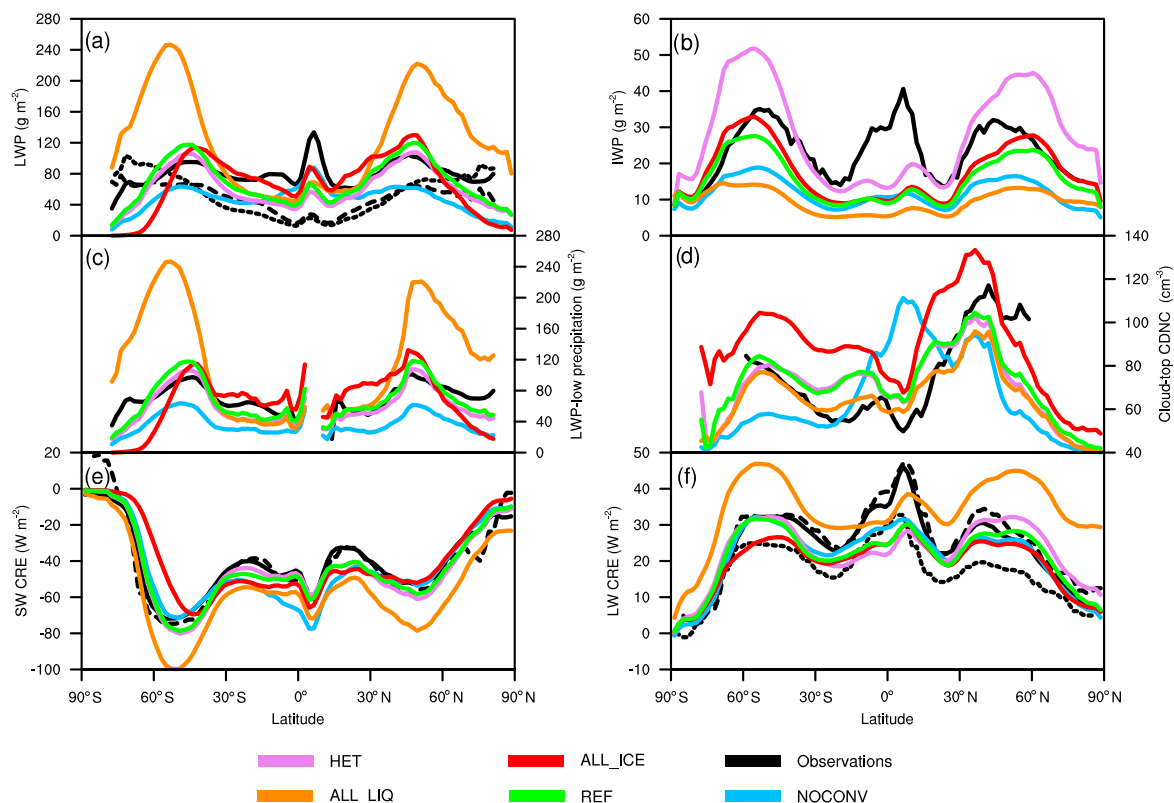 (a)
280
240
200
160
120
80
40
0
LWP (g m⁻²)
(b)
60
50
40
30
20
10
0
IWP (g m⁻²)
(c)
280
240
200
160
120
80
40
0
LWP-low precipitation (g m⁻²)
(d)
140
120
100
80
60
40
Cloud-top CDNC (cm⁻³)
(e)
20
0
-20
-40
-60
-80
-100
SW CRE (W m⁻²)
90°S 60°S 30°S 0° 30°N 60°N 90°N
Latitude
(f)
50
40
30
20
10
0
-10
LW CRE (W m⁻²)
90°S 60°S 30°S 0° 30°N 60°N 90°N
Latitude
HET ALL_ICE Observations
ALL_LIQ REF NOCONV